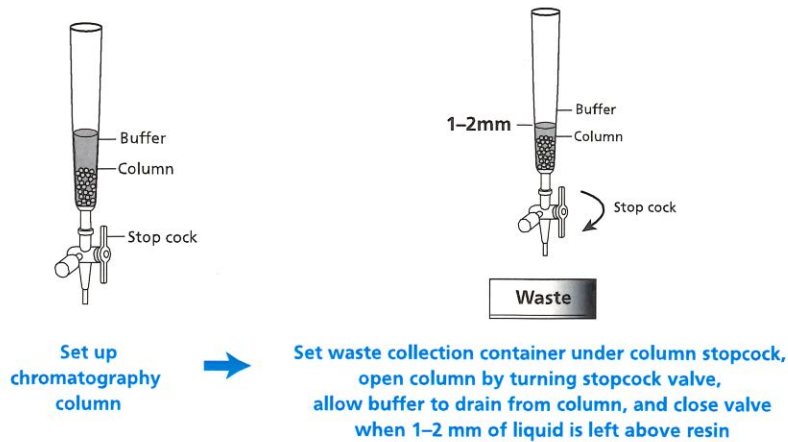 Buffer
Column
Stop cock
1–2mm
Buffer
Column
Stop cock
Waste
Set up
chromatography
column
Set waste collection container under column stopcock,
open column by turning stopcock valve,
allow buffer to drain from column, and close valve
when 1–2 mm of liquid is left above resin